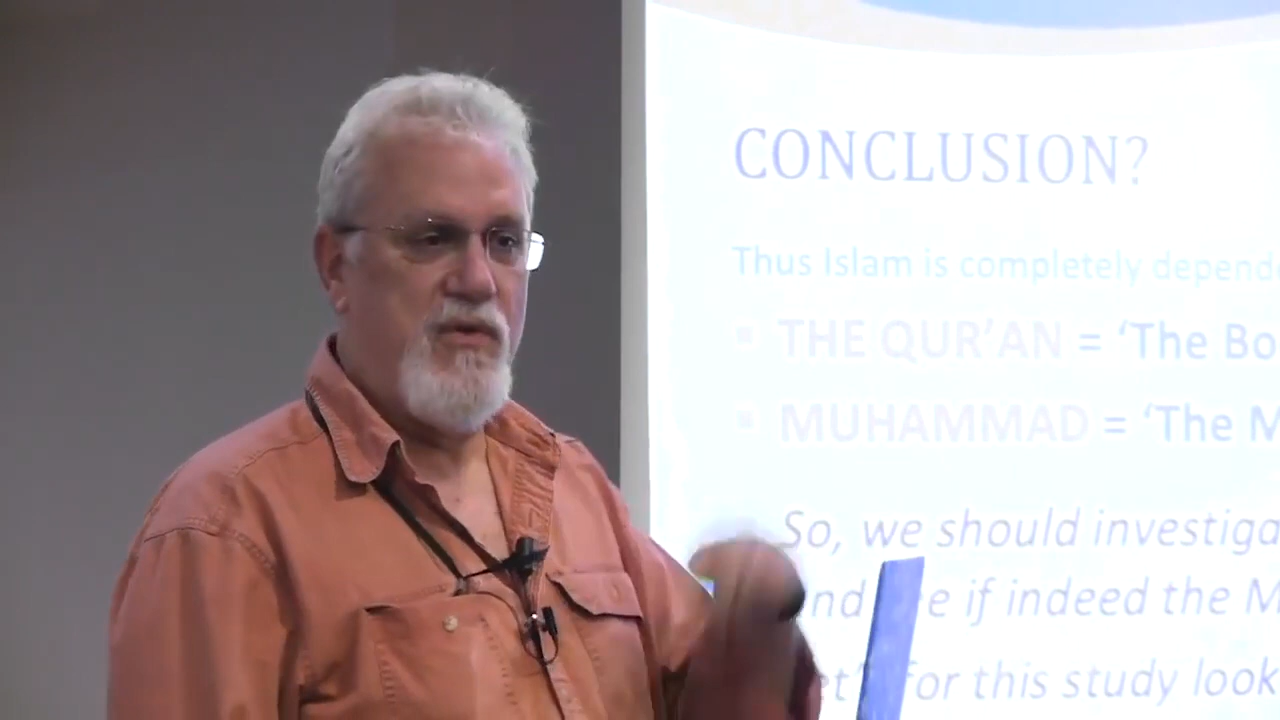 CONCLUSION?
Thus Islam is completely depend
▪ THE QUR'AN = 'The Bo
▪ MUHAMMAD = 'The M
So, we should investiga
if indeed the M
for this study look